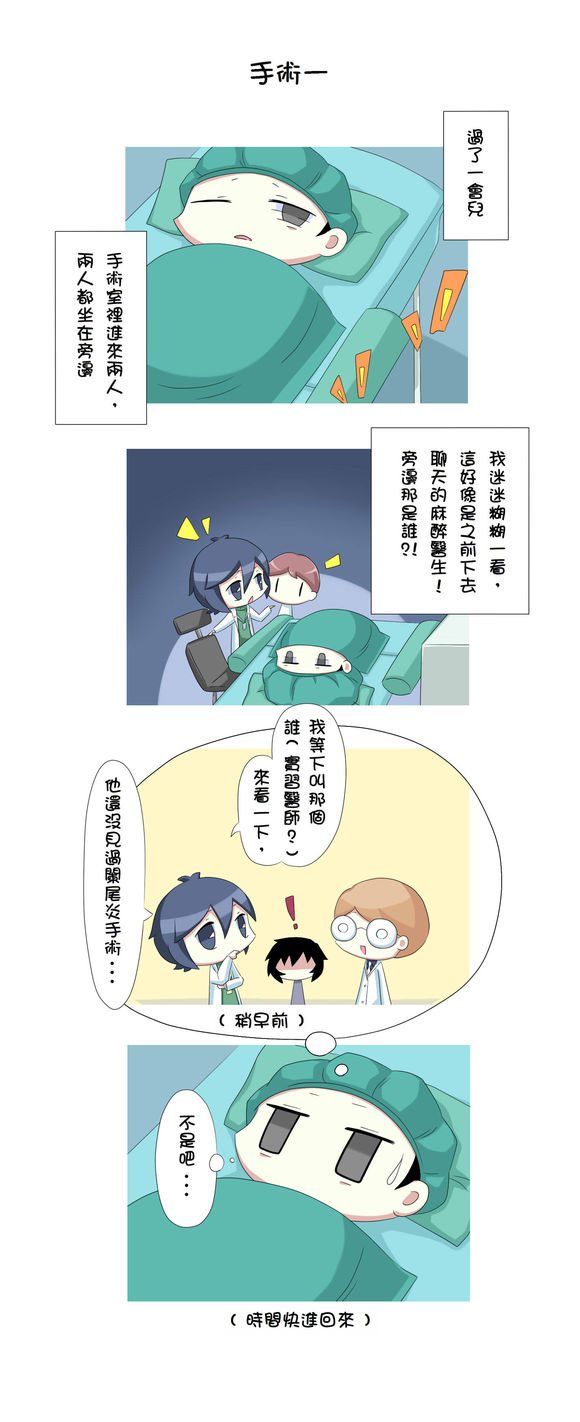 手術一
過了一會兒
手術室裡進來兩人，
兩人都坐在旁邊
我迷迷糊糊一看，
這好像是之前下去
聊天的麻醉醫生！
旁邊那是誰?!
我等下叫那個
誰(實習醫師？)
來看一下，
他還沒見過闌尾炎手術...
!
( 稍早前 )
不是吧...
( 時間快進回來 )